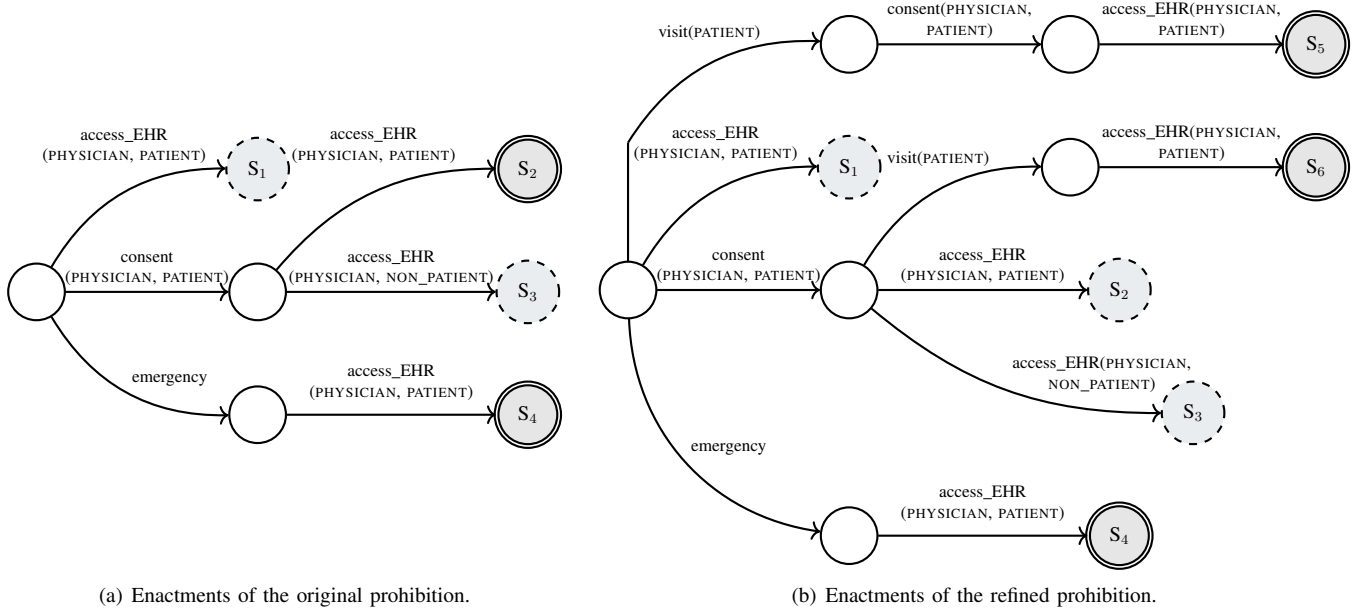 access_EHR
(PHYSICIAN, PATIENT)
S1
access_EHR
(PHYSICIAN, PATIENT)
S2
consent
(PHYSICIAN, PATIENT)
access_EHR
(PHYSICIAN, NON_PATIENT)
S3
emergency
access_EHR
(PHYSICIAN, PATIENT)
S4
(a) Enactments of the original prohibition.
visit(PATIENT)
consent(PHYSICIAN,
PATIENT)
access_EHR(PHYSICIAN,
PATIENT)
S5
access_EHR
(PHYSICIAN, PATIENT)
S1
visit(PATIENT)
access_EHR(PHYSICIAN,
PATIENT)
S6
consent
(PHYSICIAN, PATIENT)
access_EHR
(PHYSICIAN, PATIENT)
S2
access_EHR(PHYSICIAN,
NON_PATIENT)
S3
emergency
access_EHR
(PHYSICIAN, PATIENT)
S4
(b) Enactments of the refined prohibition.